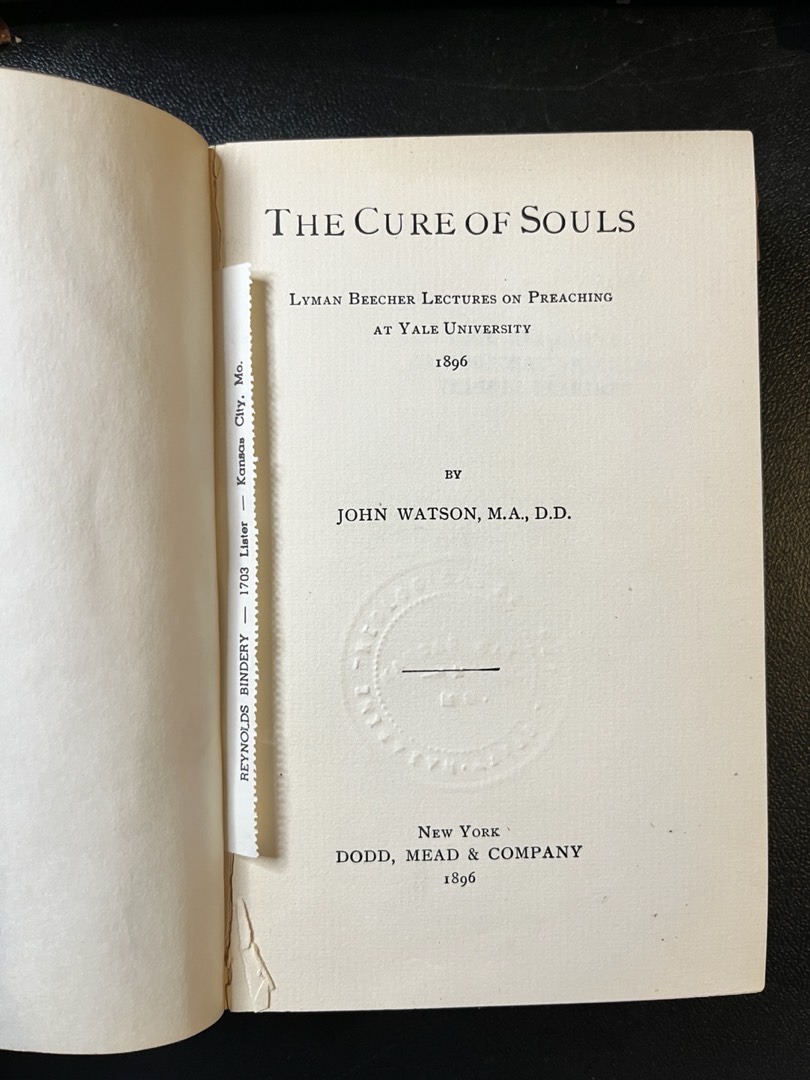 THE CURE OF SOULS
LYMAN BEECHER LECTURES ON PREACHING
AT YALE UNIVERSITY
1896
BY
JOHN WATSON, M.A., D.D.
NEW YORK
DODD, MEAD & COMPANY
1896
REYNOLDS BINDERY — 1703 Lister — Kansas City, Mo.